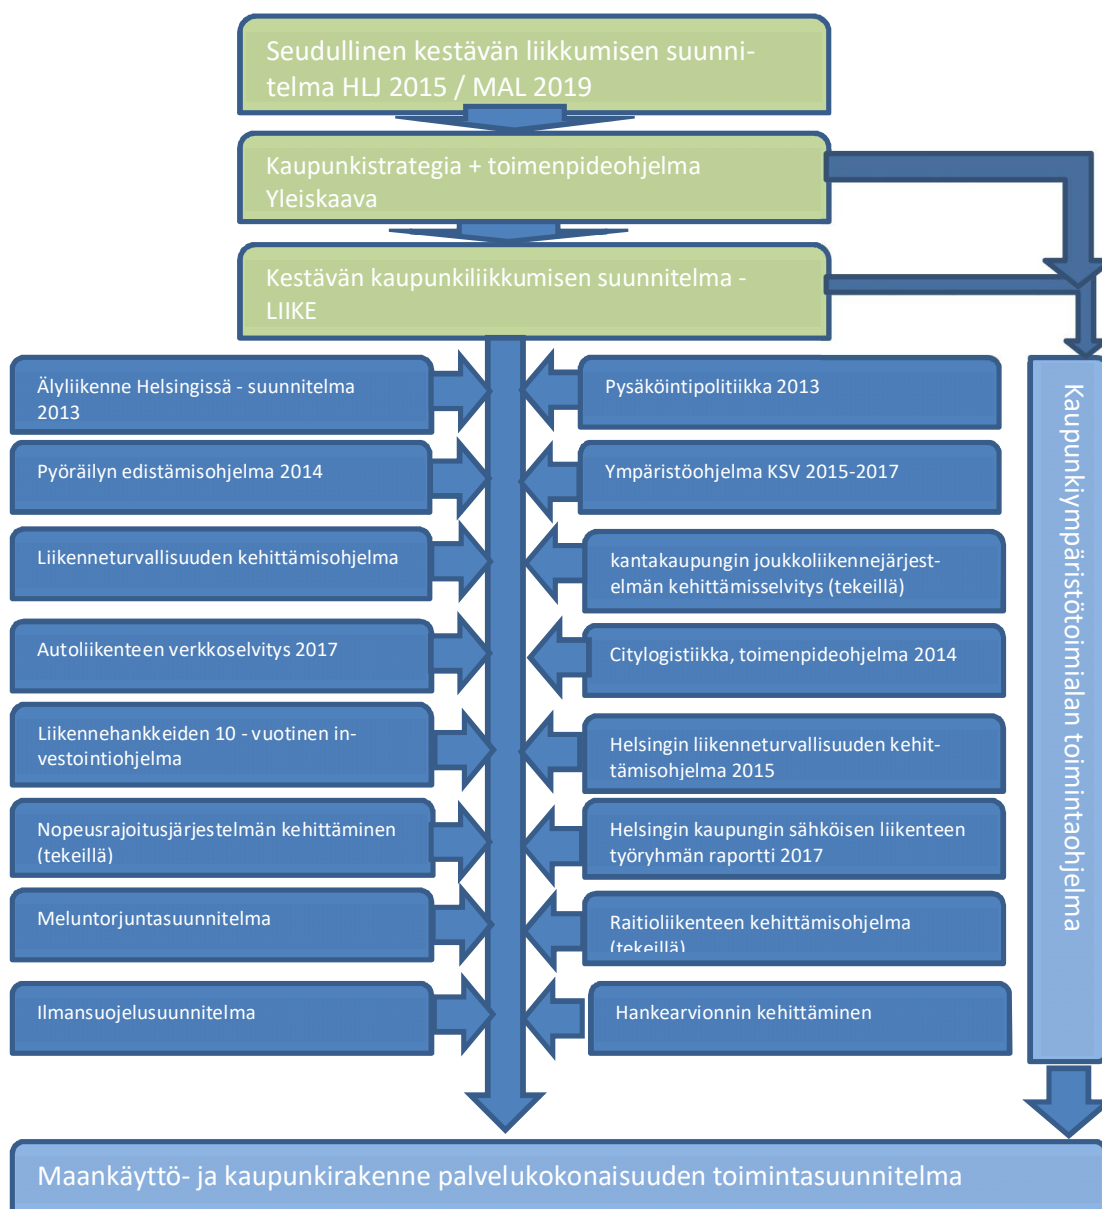 Seudullinen kestävän liikkumisen suunni-
telma HLJ 2015 / MAL 2019
Kaupunkistrategia + toimenpideohjelma
Yleiskaava
Kestävän kaupunkiliikkumisen suunnitelma -
LIIKE
Älyliikenne Helsingissä - suunnitelma
2013
Pysäköintipolitiikka 2013
Pyöräilyn edistämisohjelma 2014
Ympäristöohjelma KSV 2015-2017
Liikenneturvallisuuden kehittämisohjelma
kantakaupungin joukkoliikennejärjest-
elmän kehittämisselvitys (tekeillä)
Autoliikenteen verkkoselvitys 2017
Citylogistiikka, toimenpideohjelma 2014
Liikennehankkeiden 10 - vuotinen in-
vestointiohjelma
Helsingin liikenneturvallisuuden kehit-
tämisohjelma 2015
Nopeusrajoitusjärjestelmän kehittäminen
(tekeillä)
Helsingin kaupungin sähköisen liikenteen
työryhmän raportti 2017
Meluntorjuntasuunnitelma
Raitioliikenteen kehittämisohjelma
(tekeillä)
Ilmansuojelusuunnitelma
Hankearvionnin kehittäminen
Kaupunkiympäristötoimialan toimintaohjelma
Maankäyttö- ja kaupunkirakenne palvelukokonaisuuden toimintasuunnitelma